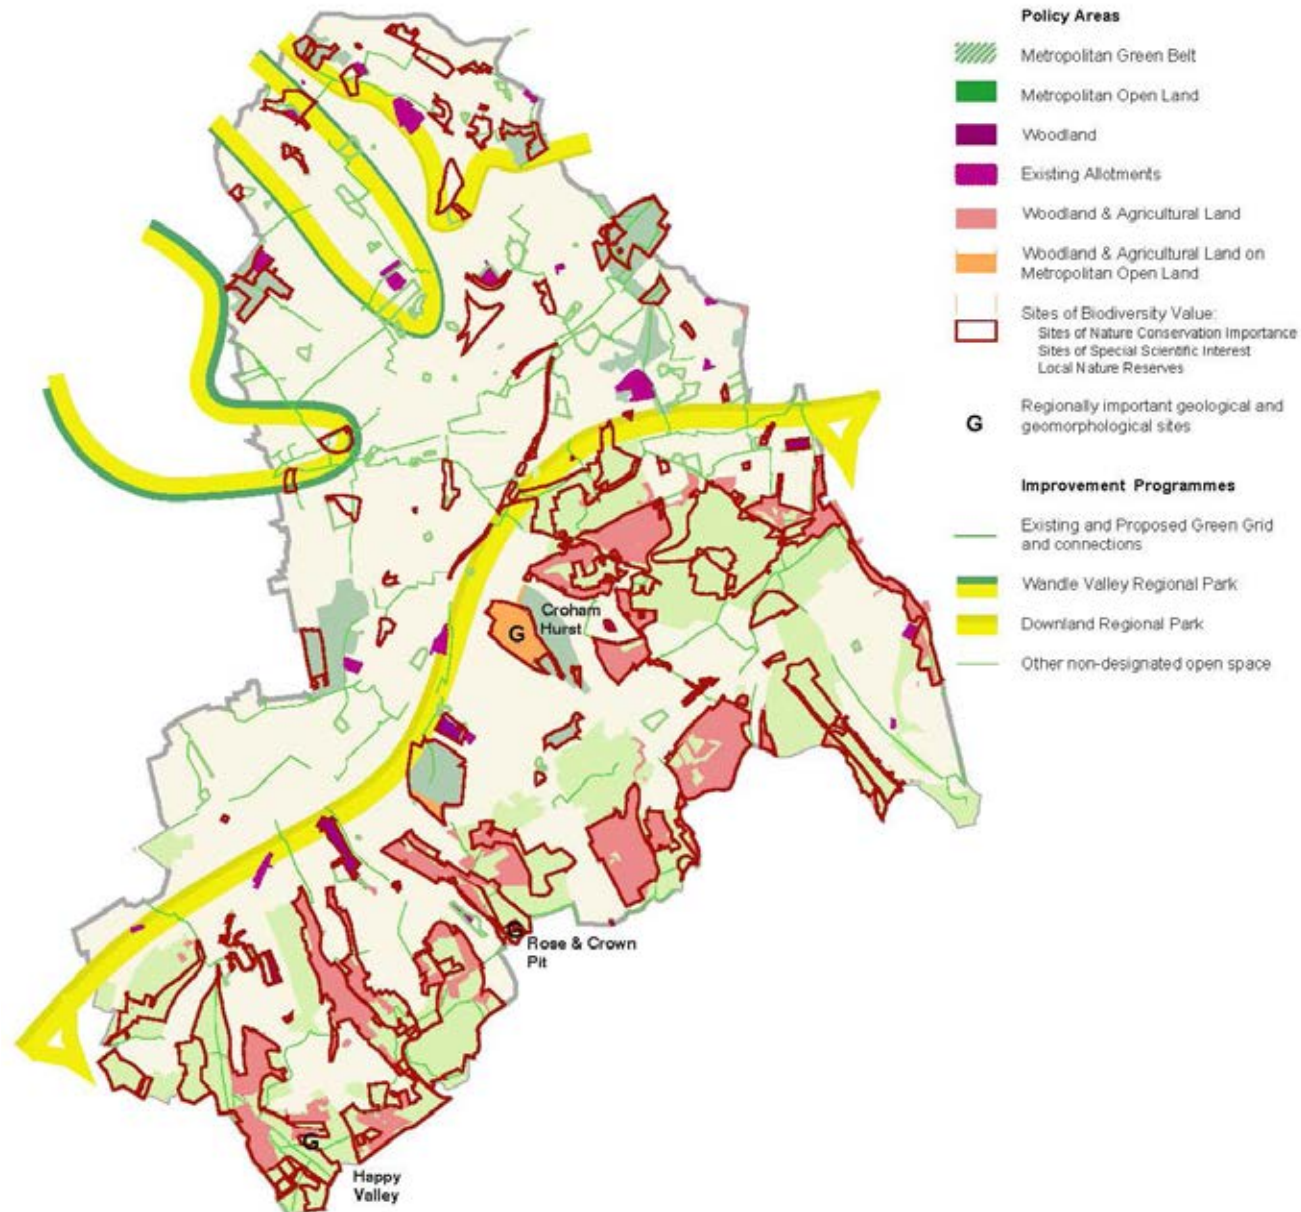 Policy Areas
Metropolitan Green Belt
Metropolitan Open Land
Woodland
Existing Allotments
Woodland & Agricultural Land
Woodland & Agricultural Land on
Metropolitan Open Land
Sites of Biodiversity Value:
Sites of Nature Conservation Importance
Sites of Special Scientific Interest
Local Nature Reserves
G
Regionally important geological and
geomorphological sites
Improvement Programmes
Existing and Proposed Green Grid
and connections
Wandle Valley Regional Park
Downland Regional Park
Other non-designated open space
G
Croham
Hurst
G
Rose & Crown
Pit
G
Happy
Valley